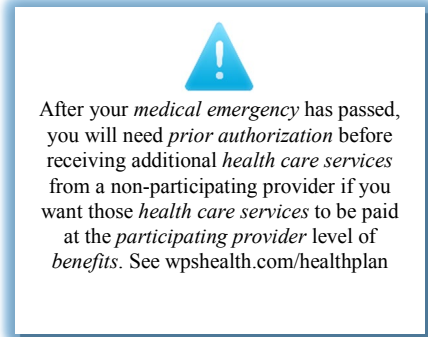 After your medical emergency has passed,
you will need prior authorization before
receiving additional health care services
from a non-participating provider if you
want those health care services to be paid
at the participating provider level of
benefits. See wpshealth.com/healthplan